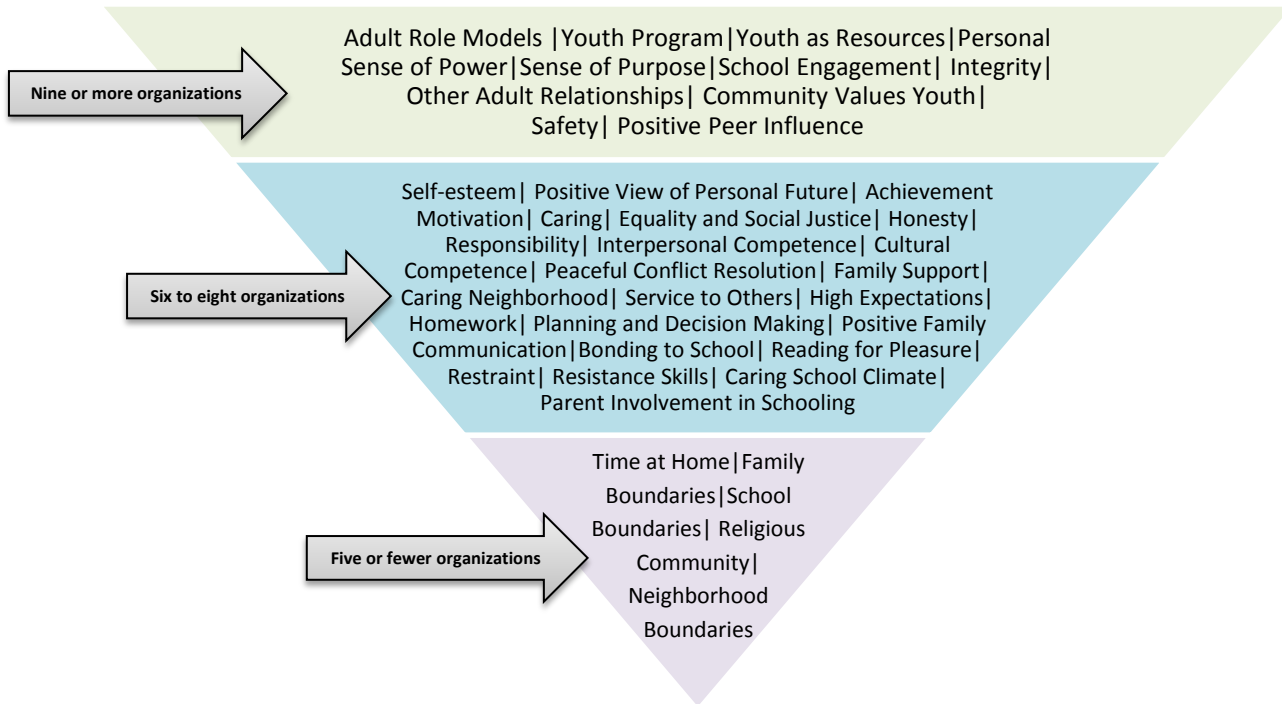 Adult Role Models |Youth Program|Youth as Resources|Personal
Sense of Power|Sense of Purpose|School Engagement| Integrity|
Other Adult Relationships| Community Values Youth|
Safety| Positive Peer Influence
Nine or more organizations
Self-esteem| Positive View of Personal Future| Achievement
Motivation| Caring| Equality and Social Justice| Honesty|
Responsibility| Interpersonal Competence| Cultural
Competence| Peaceful Conflict Resolution| Family Support|
Caring Neighborhood| Service to Others| High Expectations|
Homework| Planning and Decision Making| Positive Family
Communication|Bonding to School| Reading for Pleasure|
Restraint| Resistance Skills| Caring School Climate|
Parent Involvement in Schooling
Six to eight organizations
Time at Home|Family
Boundaries|School
Boundaries| Religious
Community|
Neighborhood
Boundaries
Five or fewer organizations